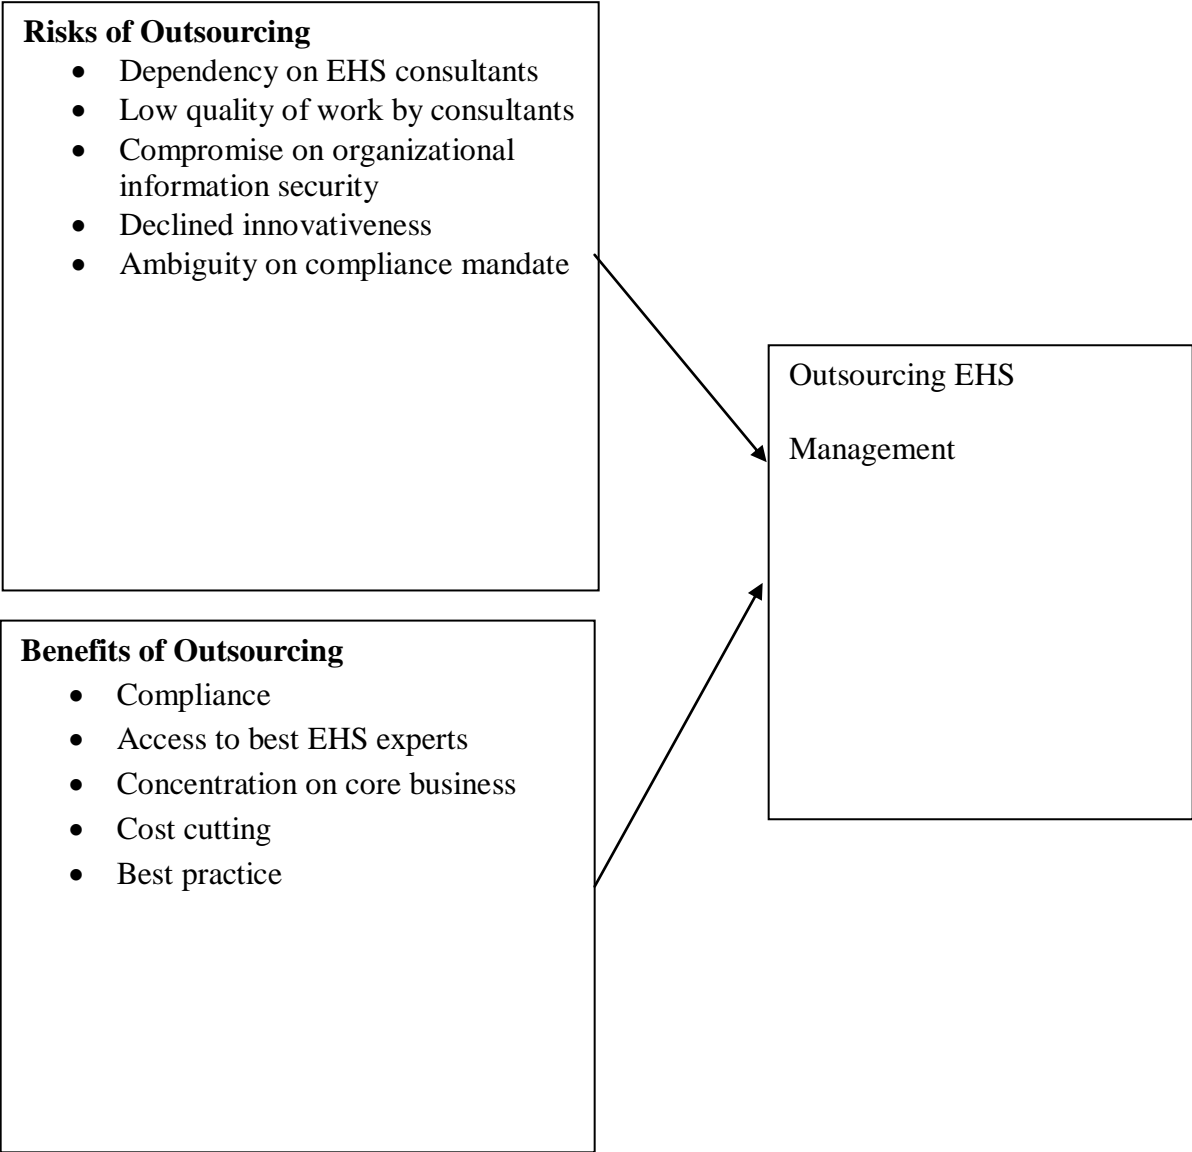 Risks of Outsourcing
• Dependency on EHS consultants
• Low quality of work by consultants
• Compromise on organizational
information security
• Declined innovativeness
• Ambiguity on compliance mandate
Outsourcing EHS
Management
Benefits of Outsourcing
• Compliance
• Access to best EHS experts
• Concentration on core business
• Cost cutting
• Best practice